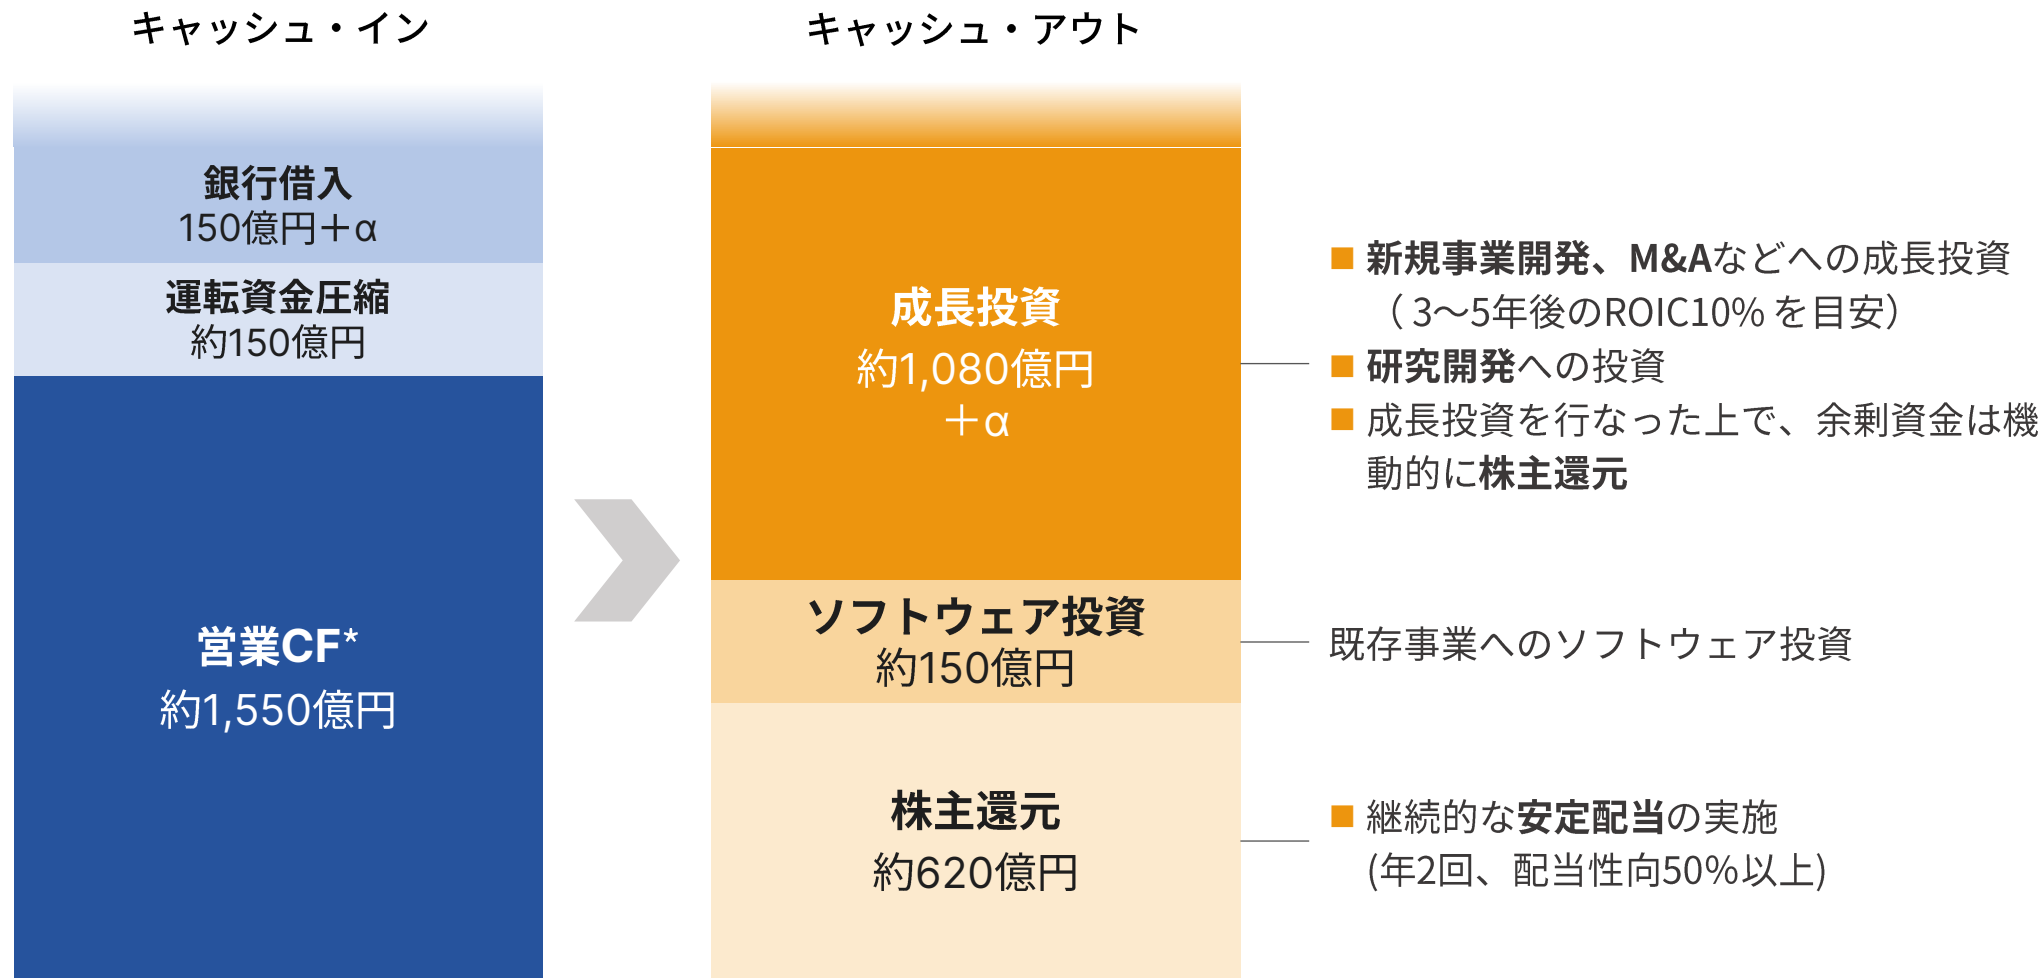 キャッシュ・イン
銀行借入
150億円＋α
運転資金圧縮
約150億円
営業CF*
約1,550億円
キャッシュ・アウト
成長投資
約1,080億円
＋α
ソフトウェア投資
約150億円
株主還元
約620億円
■ 新規事業開発、M&Aなどへの成長投資
（ 3～5年後のROIC10% を目安）
■ 研究開発への投資
■ 成長投資を行なった上で、余剰資金は機
動的に株主還元
既存事業へのソフトウェア投資
■ 継続的な安定配当の実施
(年2回、配当性向50％以上)